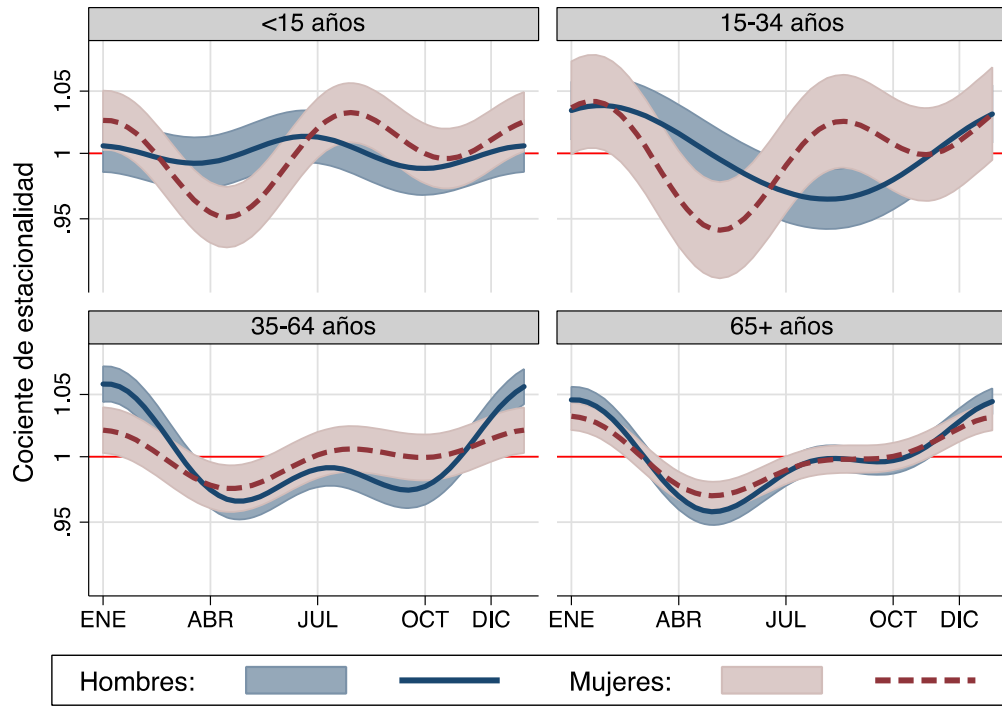 <15 años
15-34 años
1.05
1
.95
Cociente de estacionalidad
35-64 años
65+ años
1.05
1
.95
ENE ABR JUL OCT DIC
ENE ABR JUL OCT DIC
Hombres: Mujeres: